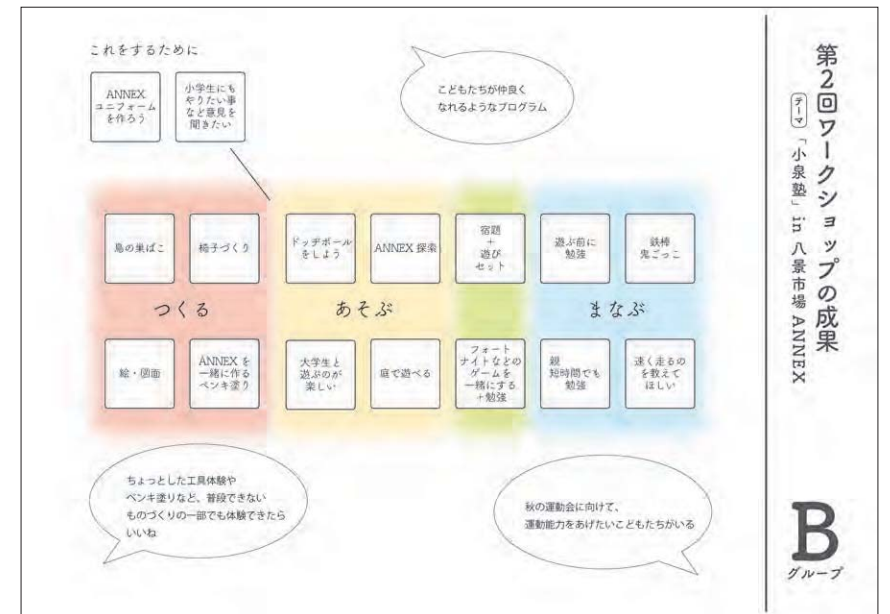 第2回ワークショップの成果
テーマ 「小泉塾」in 八景市場 ANNEX
B
グループ
これをするために
ANNEX
ユニフォーム
を作ろう
小学生にも
やりたい事
など意見を
聞きたい
こどもたちが仲良く
なれるようなプログラム
鳥の巣ばこ
椅子づくり
ドッヂボール
をしよう
ANNEX 探索
宿題
+
遊び
セット
遊ぶ前に
勉強
鉄棒
鬼ごっこ
つくる
あそぶ
まなぶ
絵・図面
ANNEXを
一緒に作る
ペンキ塗り
大学生と
遊ぶのが
楽しい
庭で遊べる
フォート
ナイトなどの
ゲームを
一緒にする
+勉強
親
短時間でも
勉強
速く走るの
を教えて
ほしい
ちょっとした工具体験や
ペンキ塗りなど、普段できない
ものづくりの一部でも体験できたら
いいね
秋の運動会に向けて、
運動能力をあげたいこどもたちがいる